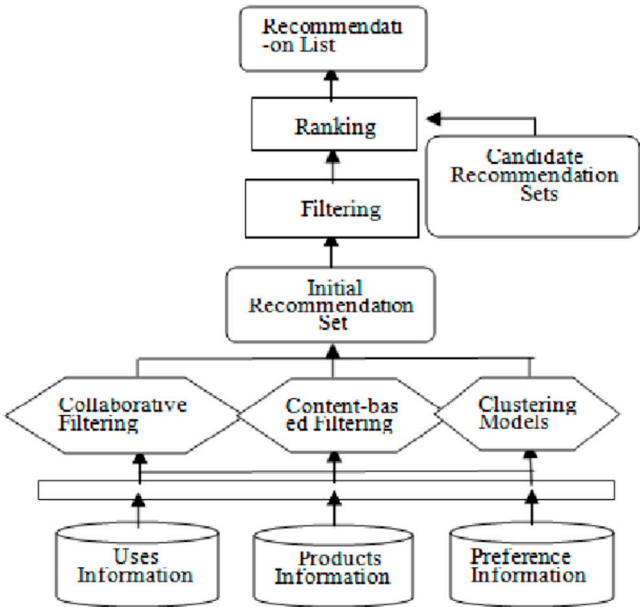 Recommendati
-on List
Ranking
Candidate
Recommendation
Sets
Filtering
Initial
Recommendation
Set
Collaborative
Filtering
Content-bas
ed Filtering
Clustering
Models
Uses
Information
Products
Information
Preference
Information